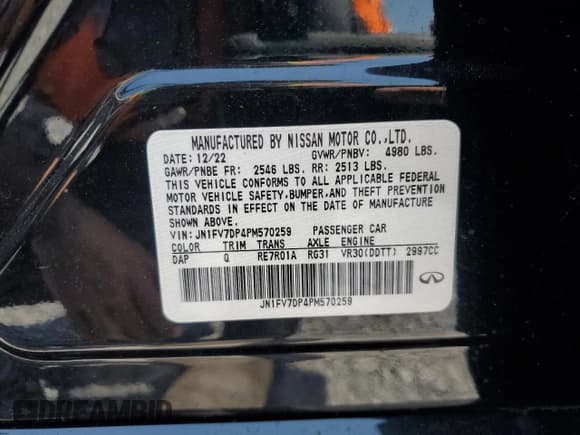 MANUFACTURED BY NISSAN MOTOR CO.,LTD.
DATE: 12/22 GVWR/PNBV: 4980 LBS.
GAWR/PNBE FR: 2546 LBS. RR: 2513 LBS.
THIS VEHICLE CONFORMS TO ALL APPLICABLE FEDERAL
MOTOR VEHICLE SAFETY,BUMPER,AND THEFT PREVENTION
STANDARDS IN EFFECT ON THE DATE OF MANUFACTURE
SHOWN ABOVE.
VIN: JN1FV7DP4PM570259 PASSENGER CAR
COLOR TRIM TRANS AXLE ENGINE
DAP Q RE7R01A RG31 VR30(DDTT) 2997CC
JN1FV7DP4PM570259
DREAMBID